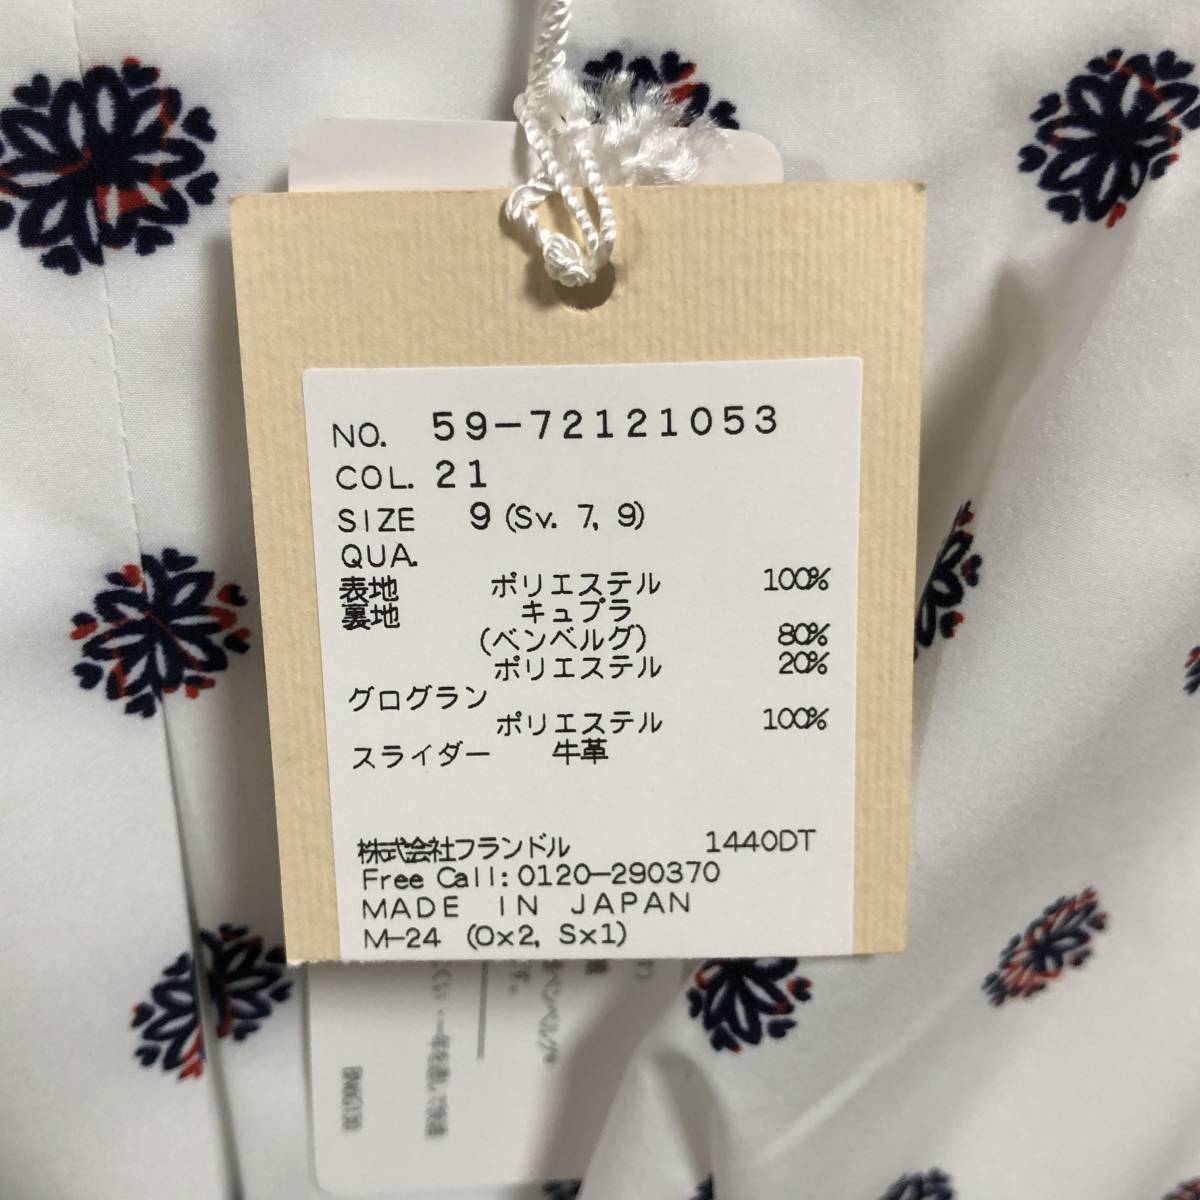 NO. 59-72121053
COL. 21
SIZE 9 (Sv. 7, 9)
QUA.
表地 ポリエステル 100%
裏地 キュプラ
(ベンベルグ) 80%
ポリエステル 20%
グログラン
ポリエステル 100%
スライダー 牛革
株式会社フランドル 1440DT
Free Call: 0120-290370
MADE IN JAPAN
M-24 (O×2, S×1)